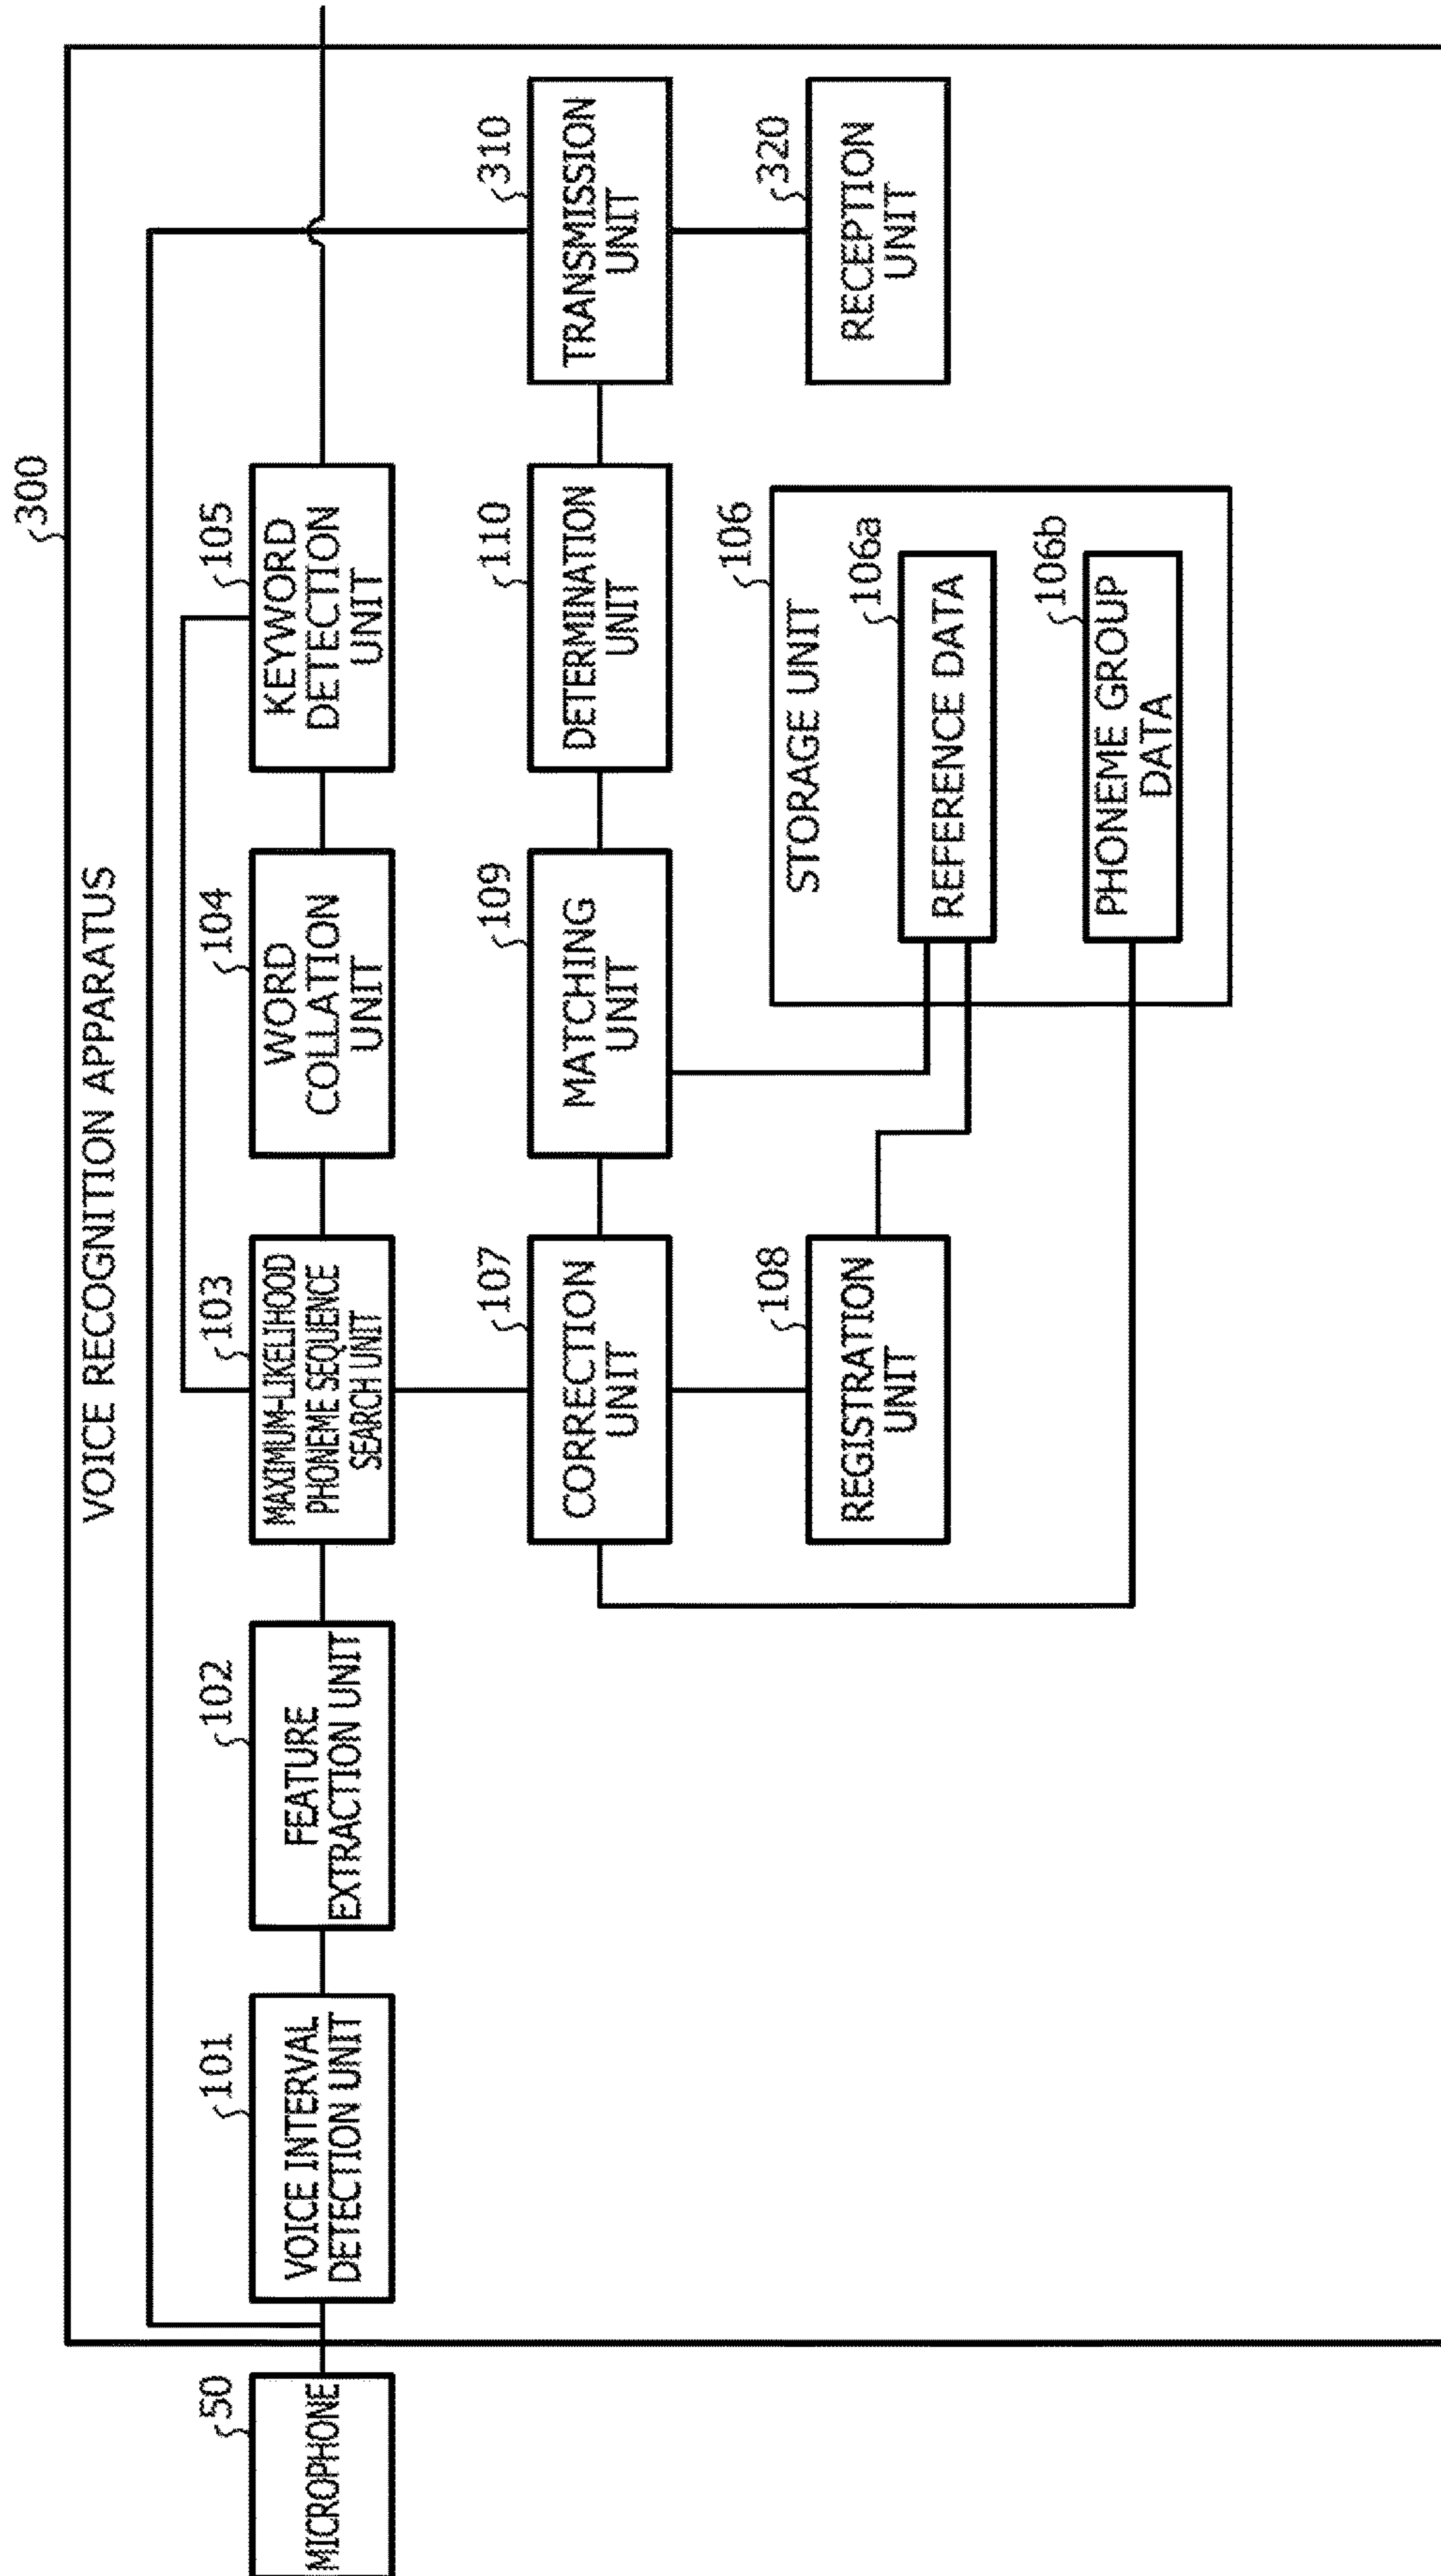 300
VOICE RECOGNITION APPARATUS
50
MICROPHONE
101
VOICE INTERVAL
DETECTION UNIT
102
FEATURE
EXTRACTION UNIT
103
MAXIMUM-LIKELIHOOD
PHONEME SEQUENCE
SEARCH UNIT
104
WORD
COLLATION
UNIT
105
KEYWORD
DETECTION
UNIT
107
CORRECTION
UNIT
109
MATCHING
UNIT
110
DETERMINATION
UNIT
310
TRANSMISSION
UNIT
108
REGISTRATION
UNIT
106
STORAGE UNIT
106a
REFERENCE DATA
106b
PHONEME GROUP
DATA
320
RECEPTION
UNIT